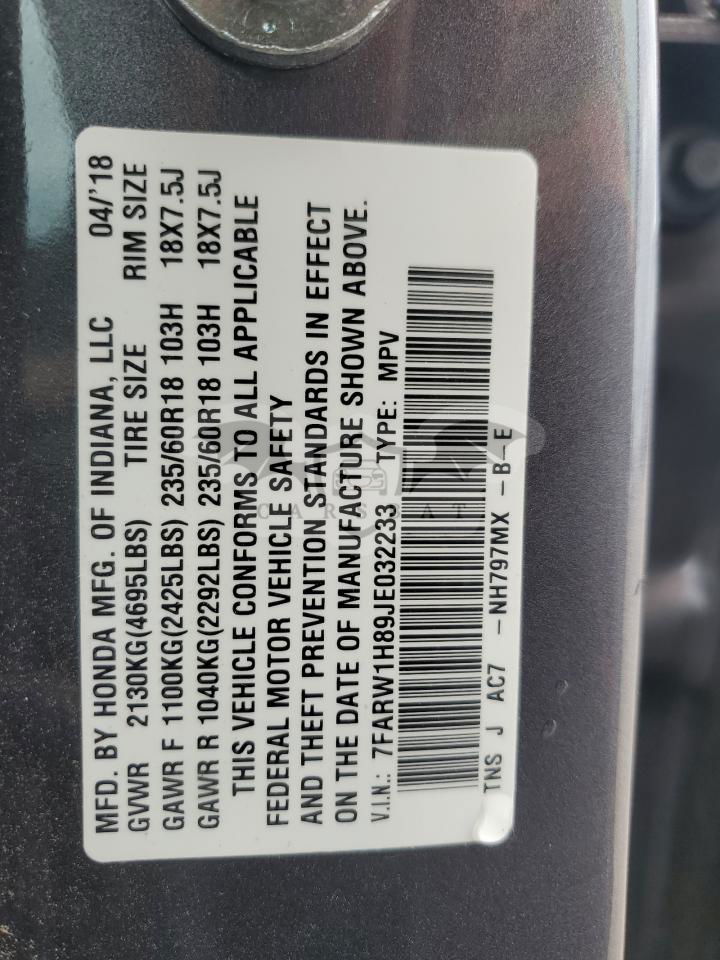 MFD. BY HONDA MFG. OF INDIANA, LLC 04/'18
GVWR 2130KG(4695LBS) TIRE SIZE RIM SIZE
GAWR F 1100KG(2425LBS) 235/60R18 103H 18X7.5J
GAWR R 1040KG(2292LBS) 235/60R18 103H 18X7.5J
THIS VEHICLE CONFORMS TO ALL APPLICABLE
FEDERAL MOTOR VEHICLE SAFETY
AND THEFT PREVENTION STANDARDS IN EFFECT
ON THE DATE OF MANUFACTURE SHOWN ABOVE.
V.I.N.: 7FARW1H89JE032233 TYPE: MPV
TNS J AC7 -NH797MX -B-E
CARSBAT